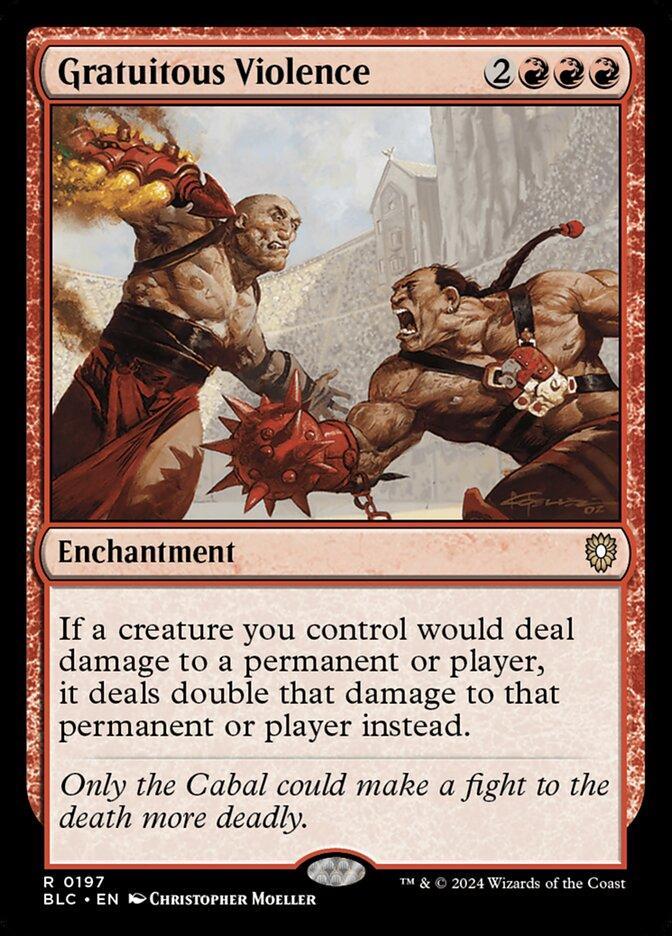 Gratuitous Violence 2
Enchantment
If a creature you control would deal
damage to a permanent or player,
it deals double that damage to that
permanent or player instead.
Only the Cabal could make a fight to the
death more deadly.
R 0197 ™ & © 2024 Wizards of the Coast
BLC • EN Christopher Moeller